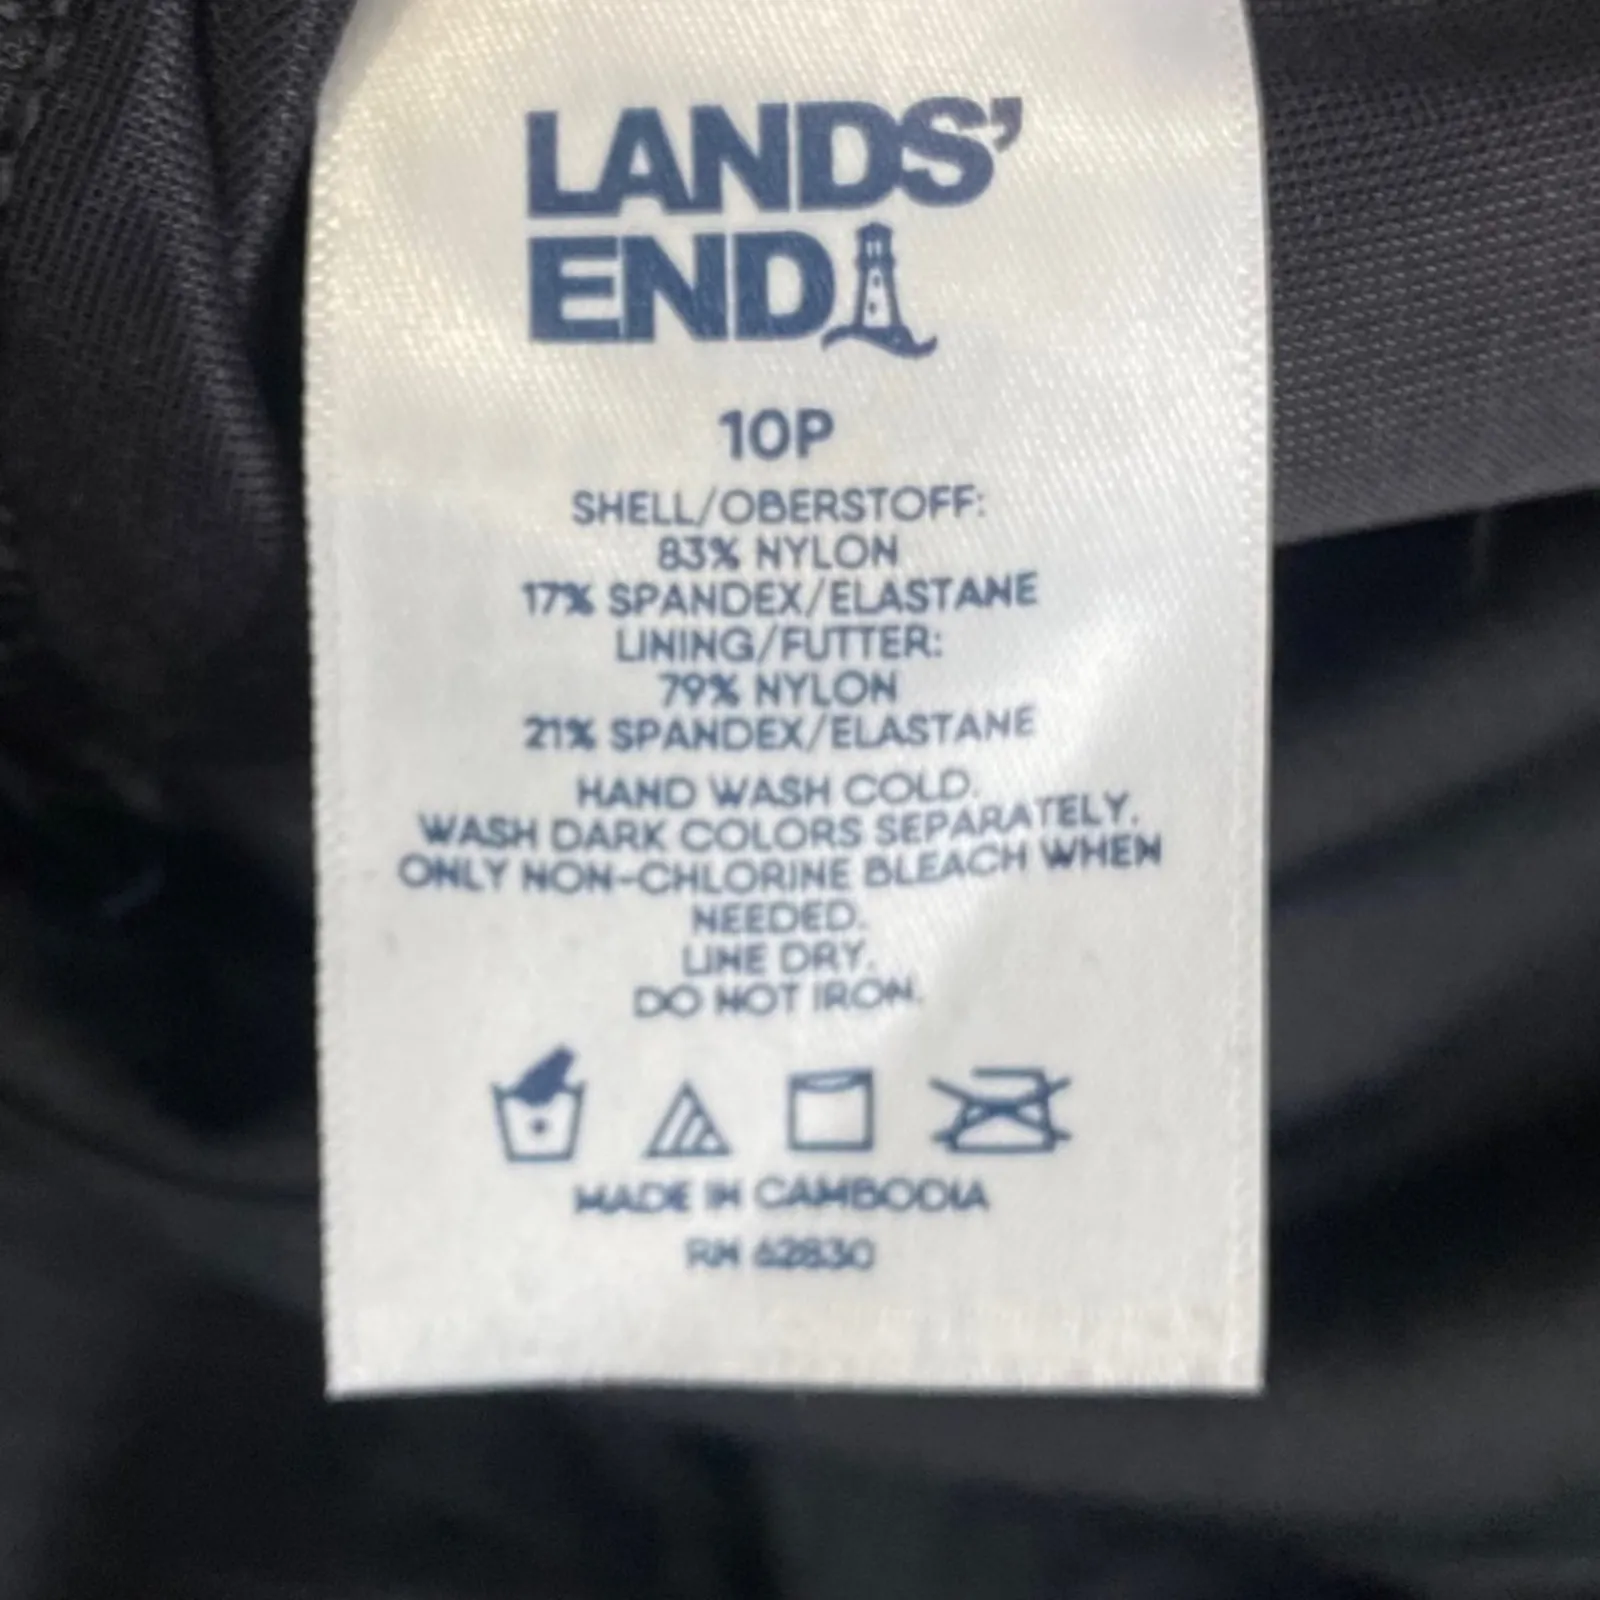 LANDS'
END
10P
SHELL/OBERSTOFF:
83% NYLON
17% SPANDEX/ELASTANE
LINING/FUTTER:
79% NYLON
21% SPANDEX/ELASTANE
HAND WASH COLD.
WASH DARK COLORS SEPARATELY.
ONLY NON-CHLORINE BLEACH WHEN
NEEDED.
LINE DRY.
DO NOT IRON.
MADE IN CAMBODIA
RN 62830